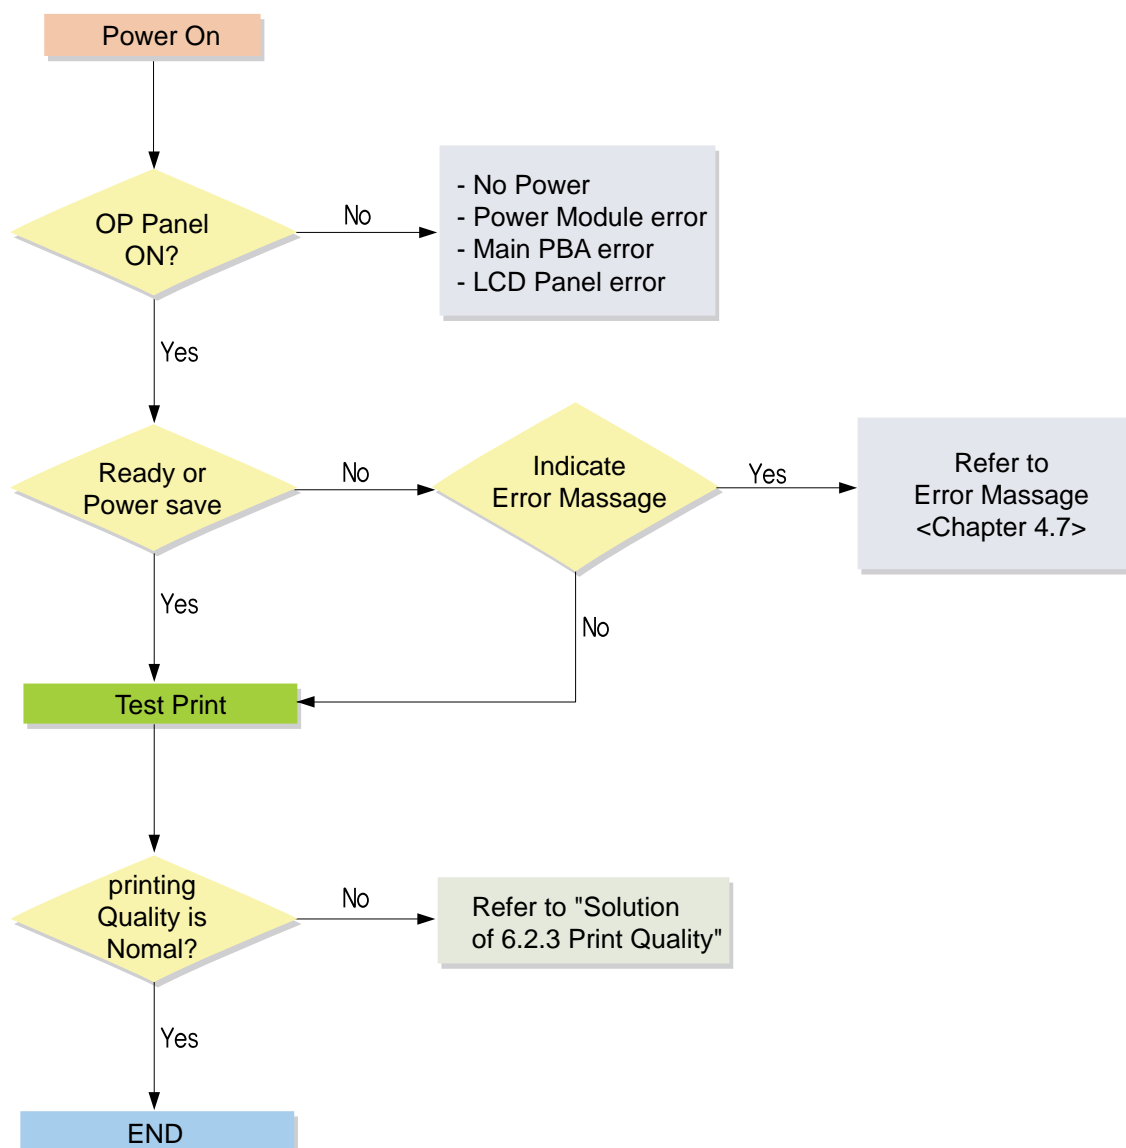 Power On
OP Panel
ON?
No
- No Power
- Power Module error
- Main PBA error
- LCD Panel error
Yes
Ready or
Power save
No
Indicate
Error Massage
Yes
Refer to
Error Massage
<Chapter 4.7>
Yes
No
Test Print
printing
Quality is
Nomal?
No
Refer to "Solution
of 6.2.3 Print Quality"
Yes
END